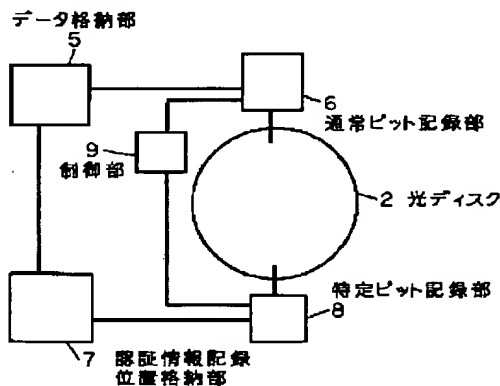 データ格納部
5
6
通常ピット記録部
9
制御部
2 光ディスク
特定ピット記録部
8
7 認証情報記録
位置格納部